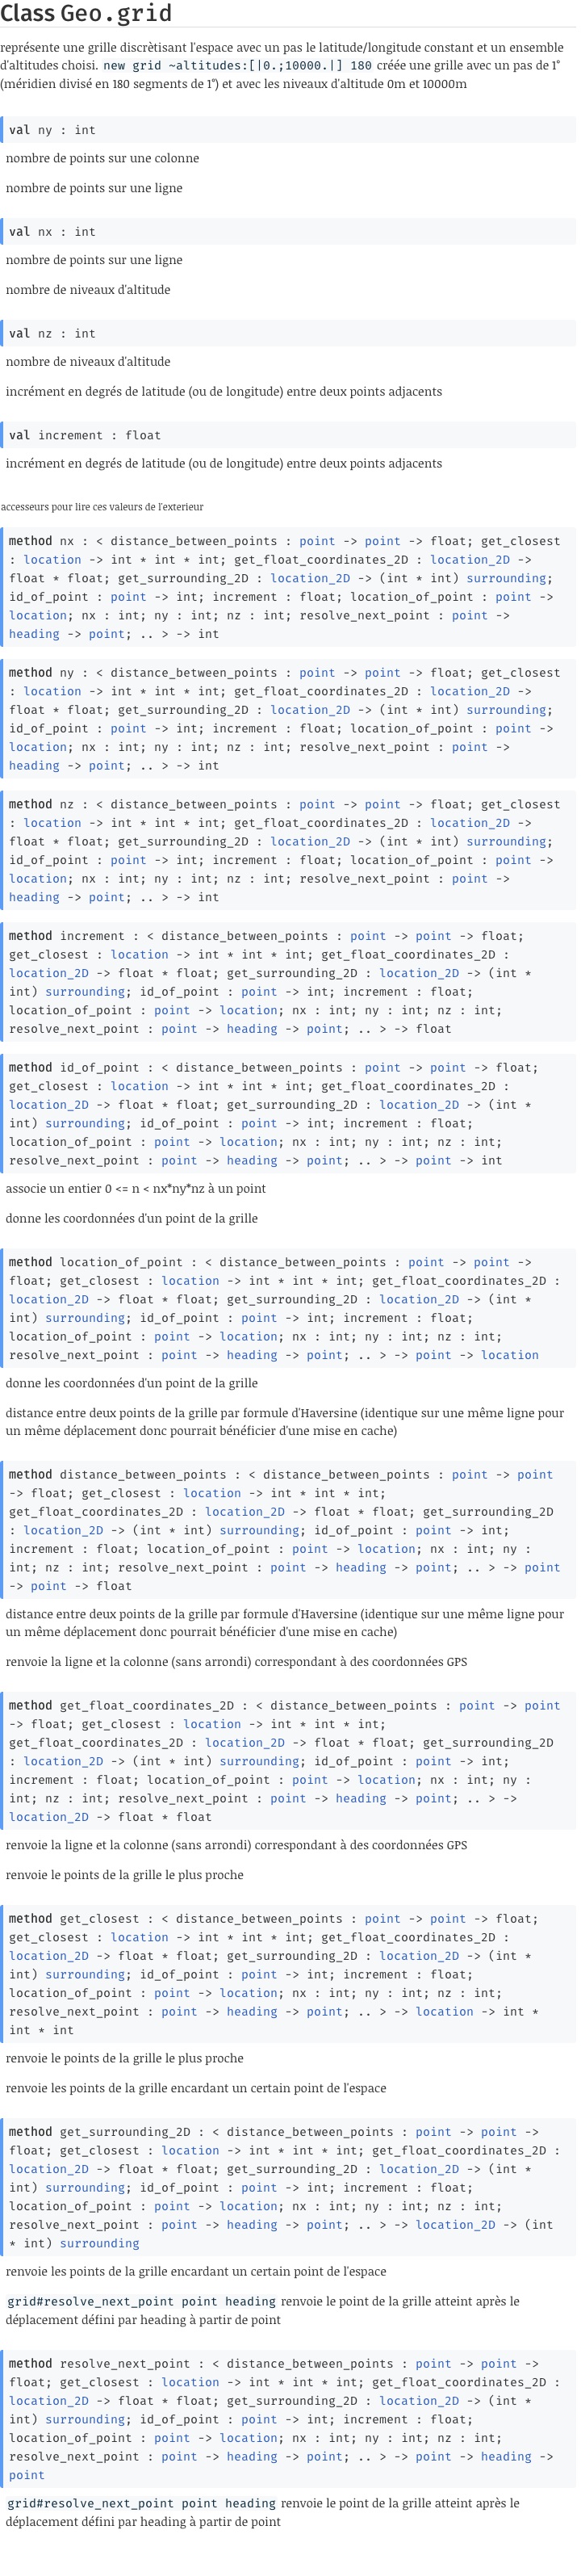 Class Geo.grid
représente une grille discrètisant l'espace avec un pas le latitude/longitude constant et un ensemble
d'altitudes choisi. new grid ~altitudes:[|0.;10000.|] 180 créée une grille avec un pas de 1°
(méridien divisé en 180 segments de 1°) et avec les niveaux d'altitude 0m et 10000m
val ny : int
nombre de points sur une colonne
nombre de points sur une ligne
val nx : int
nombre de points sur une ligne
nombre de niveaux d'altitude
val nz : int
nombre de niveaux d'altitude
incrément en degrés de latitude (ou de longitude) entre deux points adjacents
val increment : float
incrément en degrés de latitude (ou de longitude) entre deux points adjacents
accesseurs pour lire ces valeurs de l'exterieur
method nx : < distance_between_points : point -> point -> float; get_closest
: location -> int * int * int; get_float_coordinates_2D : location_2D ->
float * float; get_surrounding_2D : location_2D -> (int * int) surrounding;
id_of_point : point -> int; increment : float; location_of_point : point ->
location; nx : int; ny : int; nz : int; resolve_next_point : point ->
heading -> point; .. > -> int
method ny : < distance_between_points : point -> point -> float; get_closest
: location -> int * int * int; get_float_coordinates_2D : location_2D ->
float * float; get_surrounding_2D : location_2D -> (int * int) surrounding;
id_of_point : point -> int; increment : float; location_of_point : point ->
location; nx : int; ny : int; nz : int; resolve_next_point : point ->
heading -> point; .. > -> int
method nz : < distance_between_points : point -> point -> float; get_closest
: location -> int * int * int; get_float_coordinates_2D : location_2D ->
float * float; get_surrounding_2D : location_2D -> (int * int) surrounding;
id_of_point : point -> int; increment : float; location_of_point : point ->
location; nx : int; ny : int; nz : int; resolve_next_point : point ->
heading -> point; .. > -> int
method increment : < distance_between_points : point -> point -> float;
get_closest : location -> int * int * int; get_float_coordinates_2D :
location_2D -> float * float; get_surrounding_2D : location_2D -> (int *
int) surrounding; id_of_point : point -> int; increment : float;
location_of_point : point -> location; nx : int; ny : int; nz : int;
resolve_next_point : point -> heading -> point; .. > -> float
method id_of_point : < distance_between_points : point -> point -> float;
get_closest : location -> int * int * int; get_float_coordinates_2D :
location_2D -> float * float; get_surrounding_2D : location_2D -> (int *
int) surrounding; id_of_point : point -> int; increment : float;
location_of_point : point -> location; nx : int; ny : int; nz : int;
resolve_next_point : point -> heading -> point; .. > -> point -> int
associe un entier 0 <= n < nx*ny*nz à un point
donne les coordonnées d'un point de la grille
method location_of_point : < distance_between_points : point -> point ->
float; get_closest : location -> int * int * int; get_float_coordinates_2D :
location_2D -> float * float; get_surrounding_2D : location_2D -> (int *
int) surrounding; id_of_point : point -> int; increment : float;
location_of_point : point -> location; nx : int; ny : int; nz : int;
resolve_next_point : point -> heading -> point; .. > -> point -> location
donne les coordonnées d'un point de la grille
distance entre deux points de la grille par formule d'Haversine (identique sur une même ligne pour
un même déplacement donc pourrait bénéficier d'une mise en cache)
method distance_between_points : < distance_between_points : point -> point
-> float; get_closest : location -> int * int * int;
get_float_coordinates_2D : location_2D -> float * float; get_surrounding_2D
: location_2D -> (int * int) surrounding; id_of_point : point -> int;
increment : float; location_of_point : point -> location; nx : int; ny :
int; nz : int; resolve_next_point : point -> heading -> point; .. > -> point
-> point -> float
distance entre deux points de la grille par formule d'Haversine (identique sur une même ligne pour
un même déplacement donc pourrait bénéficier d'une mise en cache)
renvoie la ligne et la colonne (sans arrondi) correspondant à des coordonnées GPS
method get_float_coordinates_2D : < distance_between_points : point -> point
-> float; get_closest : location -> int * int * int;
get_float_coordinates_2D : location_2D -> float * float; get_surrounding_2D
: location_2D -> (int * int) surrounding; id_of_point : point -> int;
increment : float; location_of_point : point -> location; nx : int; ny :
int; nz : int; resolve_next_point : point -> heading -> point; .. > ->
location_2D -> float * float
renvoie la ligne et la colonne (sans arrondi) correspondant à des coordonnées GPS
renvoie le points de la grille le plus proche
method get_closest : < distance_between_points : point -> point -> float;
get_closest : location -> int * int * int; get_float_coordinates_2D :
location_2D -> float * float; get_surrounding_2D : location_2D -> (int *
int) surrounding; id_of_point : point -> int; increment : float;
location_of_point : point -> location; nx : int; ny : int; nz : int;
resolve_next_point : point -> heading -> point; .. > -> location -> int *
int * int
renvoie le points de la grille le plus proche
renvoie les points de la grille encardant un certain point de l'espace
method get_surrounding_2D : < distance_between_points : point -> point ->
float; get_closest : location -> int * int * int; get_float_coordinates_2D :
location_2D -> float * float; get_surrounding_2D : location_2D -> (int *
int) surrounding; id_of_point : point -> int; increment : float;
location_of_point : point -> location; nx : int; ny : int; nz : int;
resolve_next_point : point -> heading -> point; .. > -> location_2D -> (int
* int) surrounding
renvoie les points de la grille encardant un certain point de l'espace
grid#resolve_next_point point heading renvoie le point de la grille atteint après le
déplacement défini par heading à partir de point
method resolve_next_point : < distance_between_points : point -> point ->
float; get_closest : location -> int * int * int; get_float_coordinates_2D :
location_2D -> float * float; get_surrounding_2D : location_2D -> (int *
int) surrounding; id_of_point : point -> int; increment : float;
location_of_point : point -> location; nx : int; ny : int; nz : int;
resolve_next_point : point -> heading -> point; .. > -> point -> heading ->
point
grid#resolve_next_point point heading renvoie le point de la grille atteint après le
déplacement défini par heading à partir de point